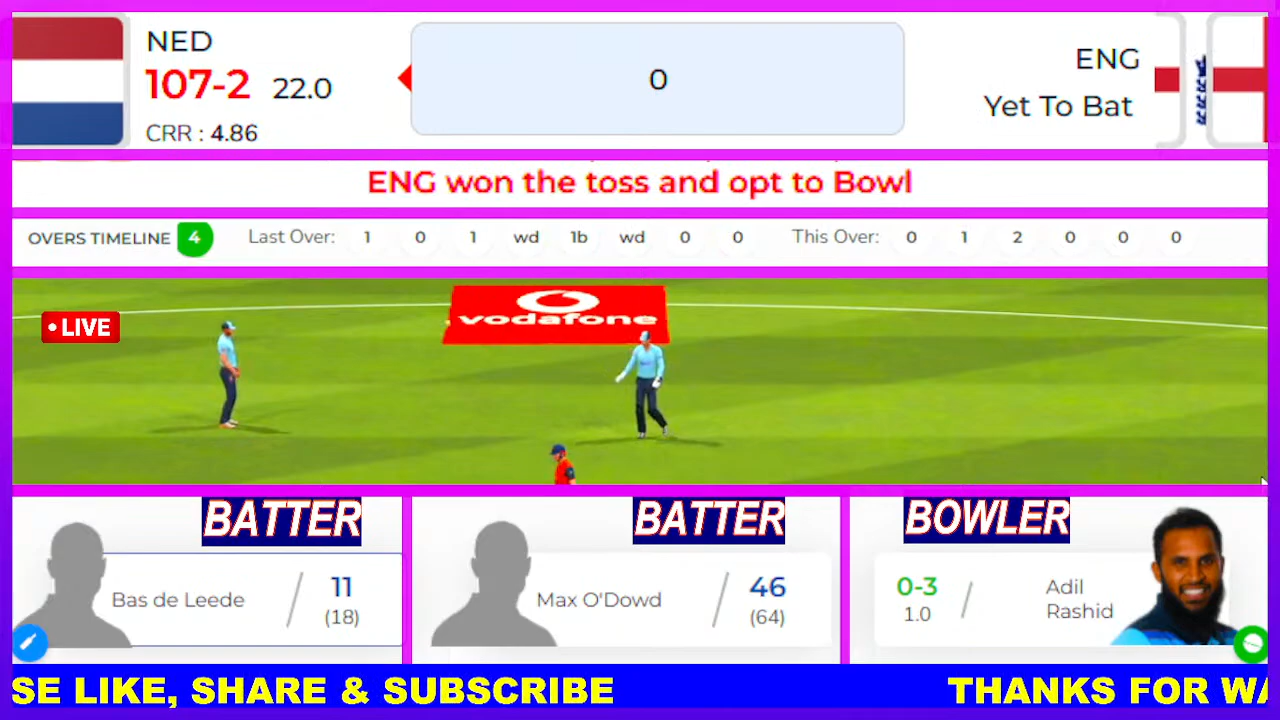 NED
107-2 22.0
CRR : 4.86
0
ENG
Yet To Bat
ENG won the toss and opt to Bowl
OVERS TIMELINE 4 Last Over: 1 0 1 wd 1b wd 0 0 This Over: 0 1 2 0 0 0
• LIVE
vodafone
BATTER
Bas de Leede 11
(18)
BATTER
Max O'Dowd 46
(64)
BOWLER
0-3
1.0
Adil
Rashid
SE LIKE, SHARE & SUBSCRIBE THANKS FOR WA